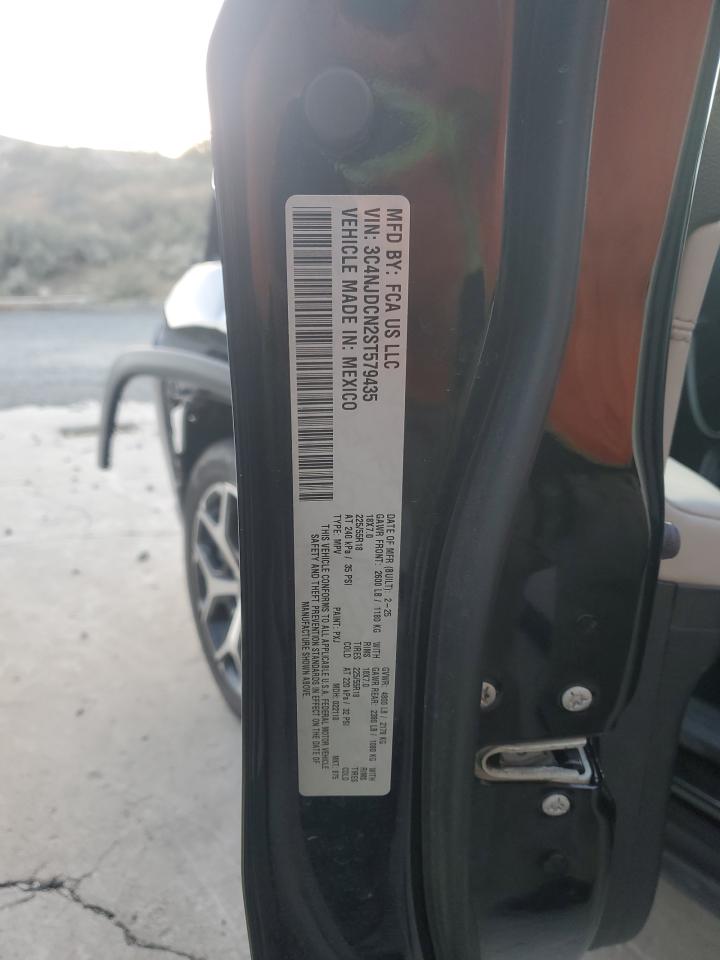 MFD BY: FCA US LLC
VIN: 3C4NJDCN2ST579435
VEHICLE MADE IN: MEXICO
DATE OF MFR (BUILT): 2-25 GVWR: 4800 LB / 2178 KG
GAWR FRONT: 2600 LB / 1180 KG WITH GAWR REAR: 2380 LB / 1080 KG WITH
18X7.0 RIMS 18X7.0 RIMS
225/55R18 TIRES 225/55R18 TIRES
AT 240 kPa / 35 PSI COLD AT 220 kPa / 32 PSI COLD
TYPE: MPV PAINT: PXJ MDH: 022118 MKT: 975
THIS VEHICLE CONFORMS TO ALL APPLICABLE U.S.A. FEDERAL MOTOR VEHICLE
SAFETY AND THEFT PREVENTION STANDARDS IN EFFECT ON THE DATE OF
MANUFACTURE SHOWN ABOVE.